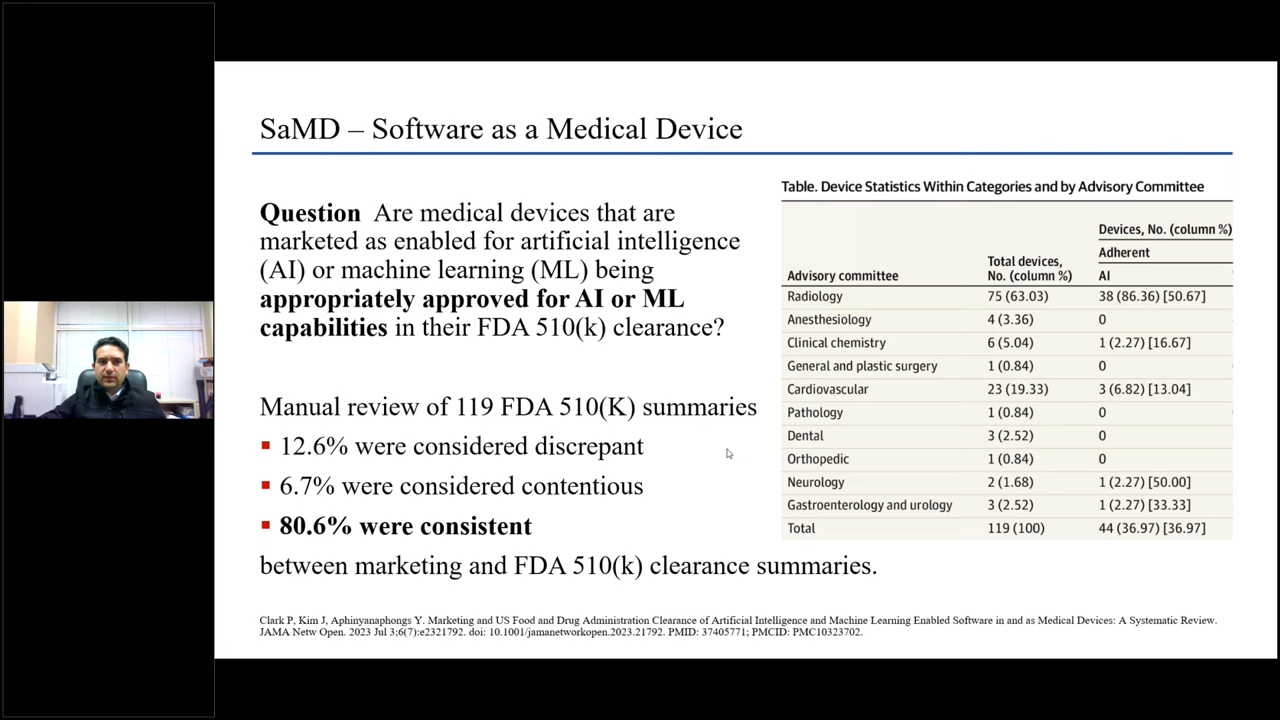 SaMD – Software as a Medical Device
Question Are medical devices that are
marketed as enabled for artificial intelligence
(AI) or machine learning (ML) being
appropriately approved for AI or ML
capabilities in their FDA 510(k) clearance?
Manual review of 119 FDA 510(K) summaries
▪ 12.6% were considered discrepant
▪ 6.7% were considered contentious
▪ 80.6% were consistent
between marketing and FDA 510(k) clearance summaries.
Table. Device Statistics Within Categories and by Advisory Committee
Devices, No. (column %)
Adherent
Total devices,
Advisory committee No. (column %) AI
Radiology 75 (63.03) 38 (86.36) [50.67]
Anesthesiology 4 (3.36) 0
Clinical chemistry 6 (5.04) 1 (2.27) [16.67]
General and plastic surgery 1 (0.84) 0
Cardiovascular 23 (19.33) 3 (6.82) [13.04]
Pathology 1 (0.84) 0
Dental 3 (2.52) 0
Orthopedic 1 (0.84) 0
Neurology 2 (1.68) 1 (2.27) [50.00]
Gastroenterology and urology 3 (2.52) 1 (2.27) [33.33]
Total 119 (100) 44 (36.97) [36.97]
Clark P, Kim J, Aphinyanaphongs Y. Marketing and US Food and Drug Administration Clearance of Artificial Intelligence and Machine Learning Enabled Software in and as Medical Devices: A Systematic Review.
JAMA Netw Open. 2023 Jul 3;6(7):e2321792. doi: 10.1001/jamanetworkopen.2023.21792. PMID: 37405771; PMCID: PMC10323702.